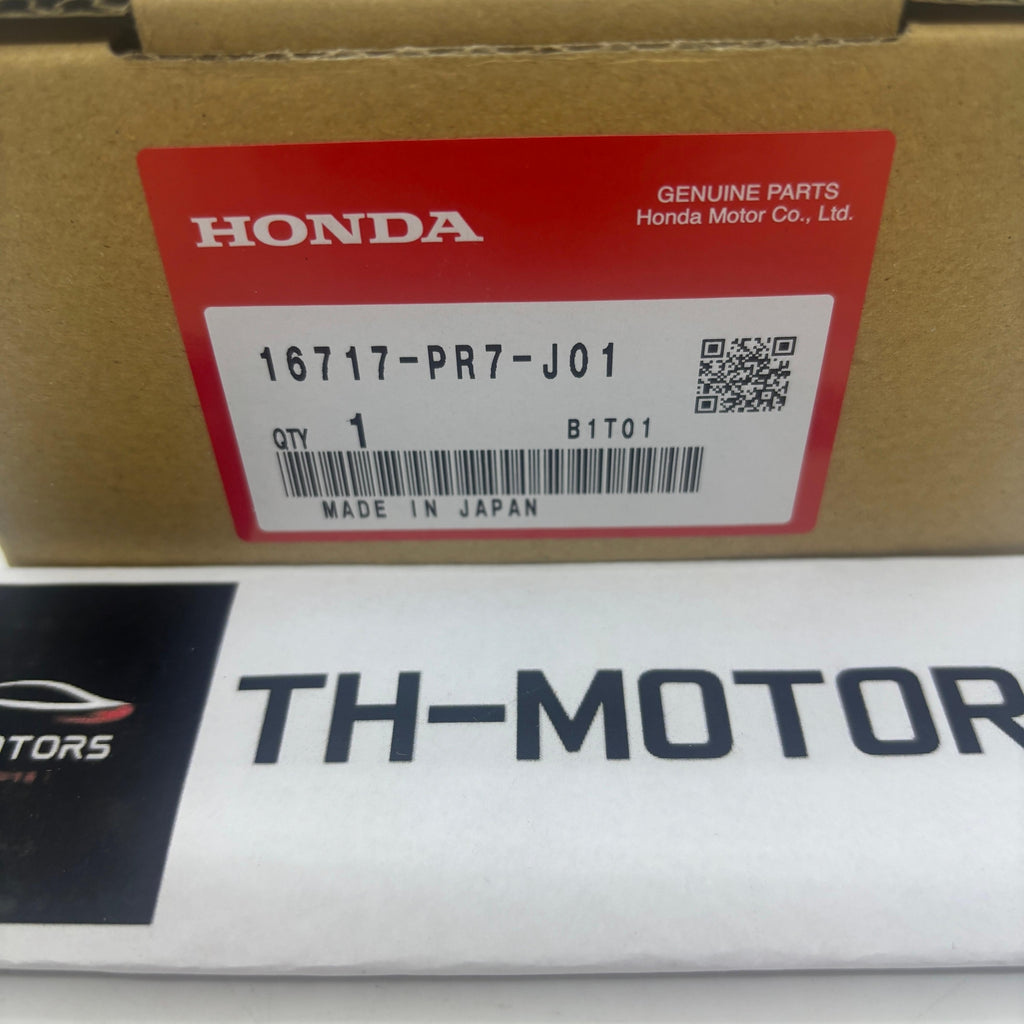 HONDA
GENUINE PARTS
Honda Motor Co., Ltd.
16717-PR7-J01
QTY 1 B1T01
MADE IN JAPAN
TH-MOTOR
OTORS